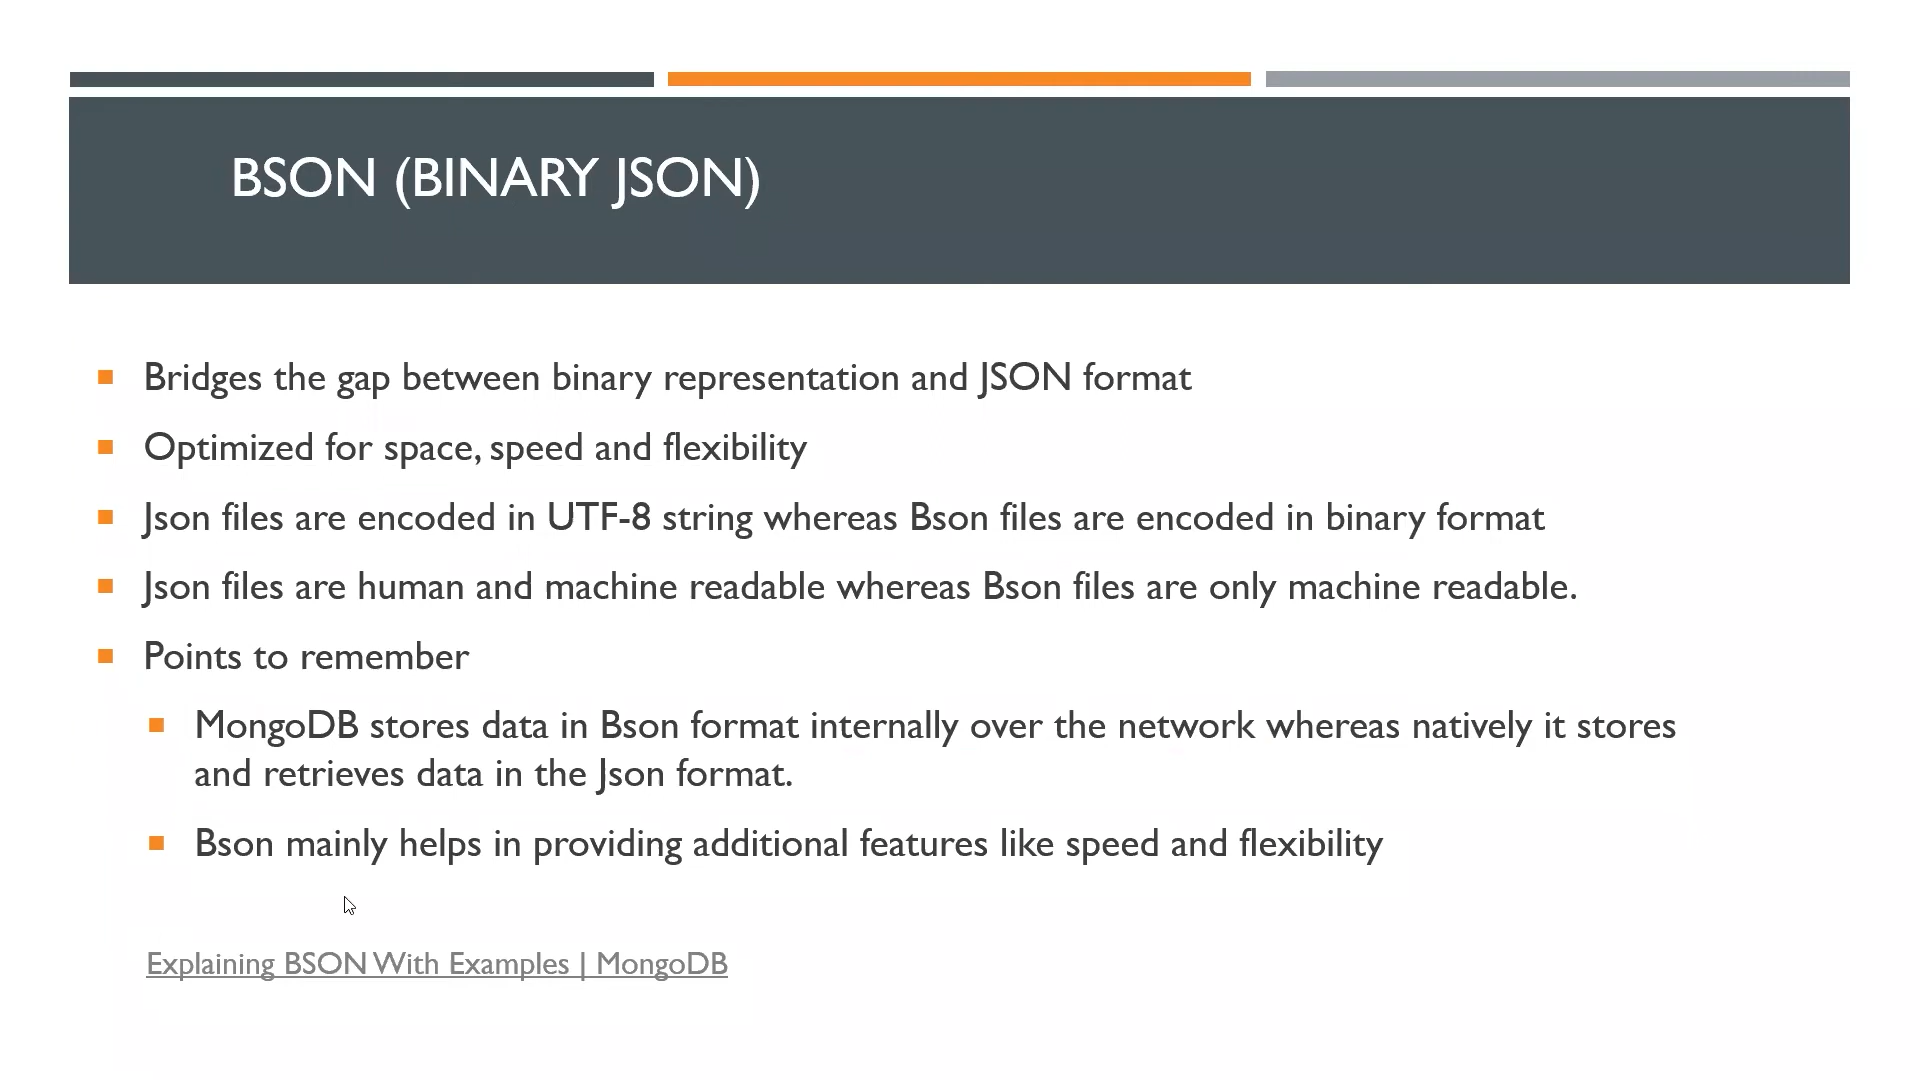 BSON (BINARY JSON)
Bridges the gap between binary representation and JSON format
Optimized for space, speed and flexibility
Json files are encoded in UTF-8 string whereas Bson files are encoded in binary format
Json files are human and machine readable whereas Bson files are only machine readable.
Points to remember
MongoDB stores data in Bson format internally over the network whereas natively it stores
and retrieves data in the Json format.
Bson mainly helps in providing additional features like speed and flexibility
Explaining BSON With Examples | MongoDB